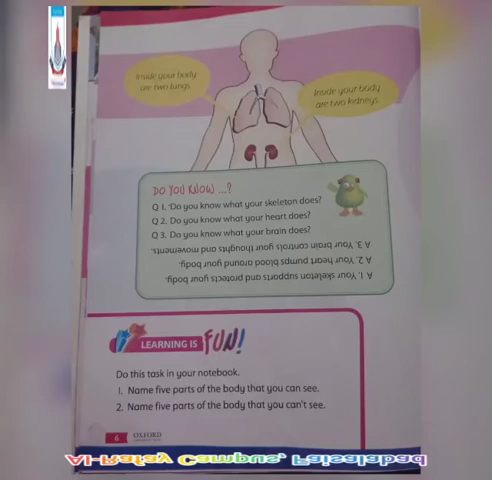 Inside your body
are two lungs.
Inside your body
are two kidneys.
DO YOU KNOW ...?
Q 1. Do you know what your skeleton does?
Q 2. Do you know what your heart does?
Q 3. Do you know what your brain does?
A 3. Your brain controls your thoughts and movements.
A 2. Your heart pumps blood around your body.
A 1. Your skeleton supports and protects your body.
LEARNING IS FUN!
Do this task in your notebook.
1. Name five parts of the body that you can see.
2. Name five parts of the body that you can't see.
6 OXFORD
Al-Rafay Campus, Faisalabad